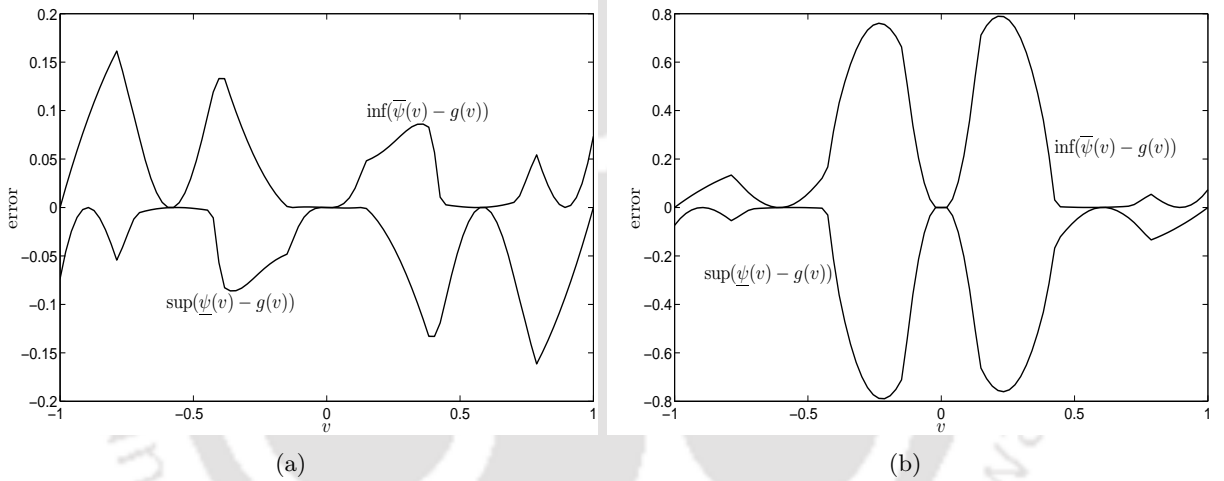 0.2
0.15
0.1
0.05
0
−0.05
−0.1
−0.15
−0.2
error
inf(ψ̅(v) − g(v))
sup(ψ̲(v) − g(v))
−1
−0.5
0
0.5
1
v
(a)
0.8
0.6
0.4
0.2
0
−0.2
−0.4
−0.6
−0.8
error
inf(ψ̅(v) − g(v))
sup(ψ̲(v) − g(v))
−1
−0.5
0
0.5
1
v
(b)